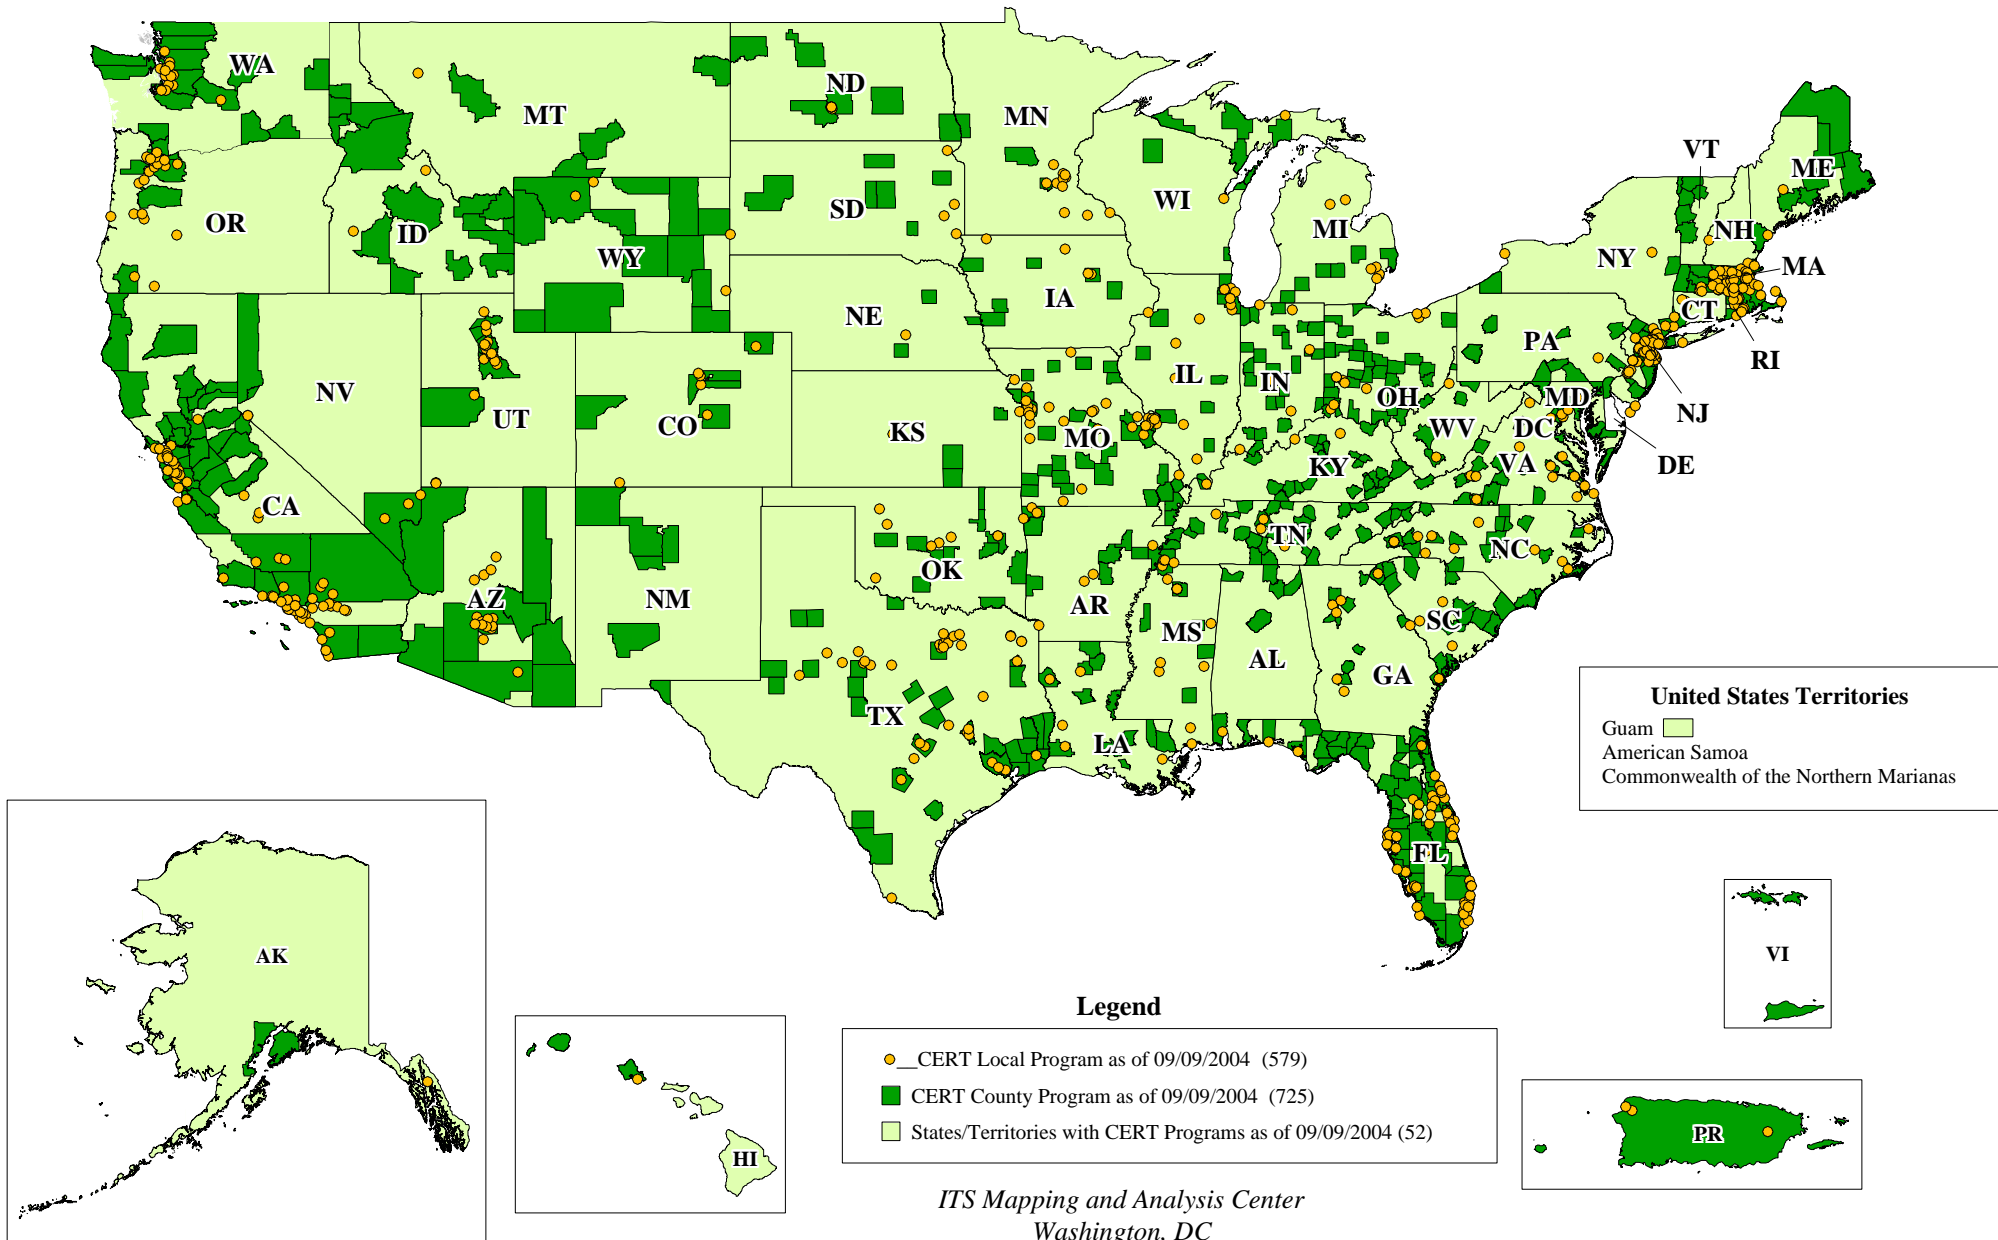 WA
MT
ND
MN
VT
ME
OR
ID
SD
WI
MI
NH
WY
NY
MA
IA
NE
CT
PA
RI
NV
UT
CO
KS
IL
IN
OH
MD
NJ
MO
WV
DC
DE
KY
VA
CA
OK
TN
NC
AZ
NM
AR
MS
SC
AL
GA
TX
LA
FL
United States Territories
Guam
American Samoa
Commonwealth of the Northern Marianas
AK
VI
HI
PR
Legend
__CERT Local Program as of 09/09/2004 (579)
CERT County Program as of 09/09/2004 (725)
States/Territories with CERT Programs as of 09/09/2004 (52)
ITS Mapping and Analysis Center
Washington, DC